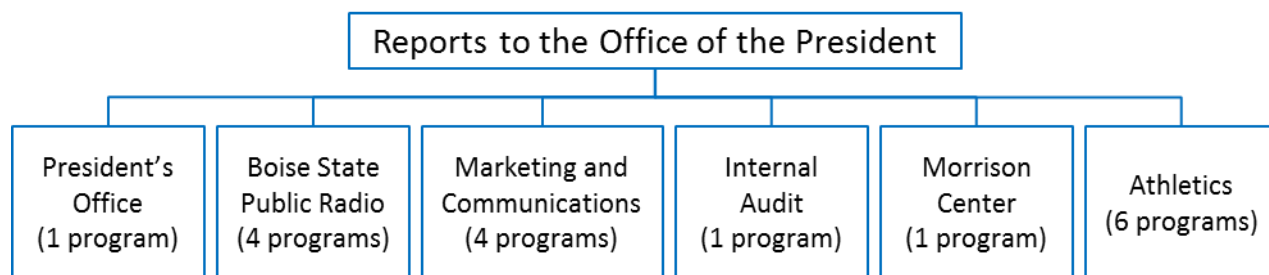 Reports to the Office of the President
President’s
Office
(1 program)
Boise State
Public Radio
(4 programs)
Marketing and
Communications
(4 programs)
Internal
Audit
(1 program)
Morrison
Center
(1 program)
Athletics
(6 programs)